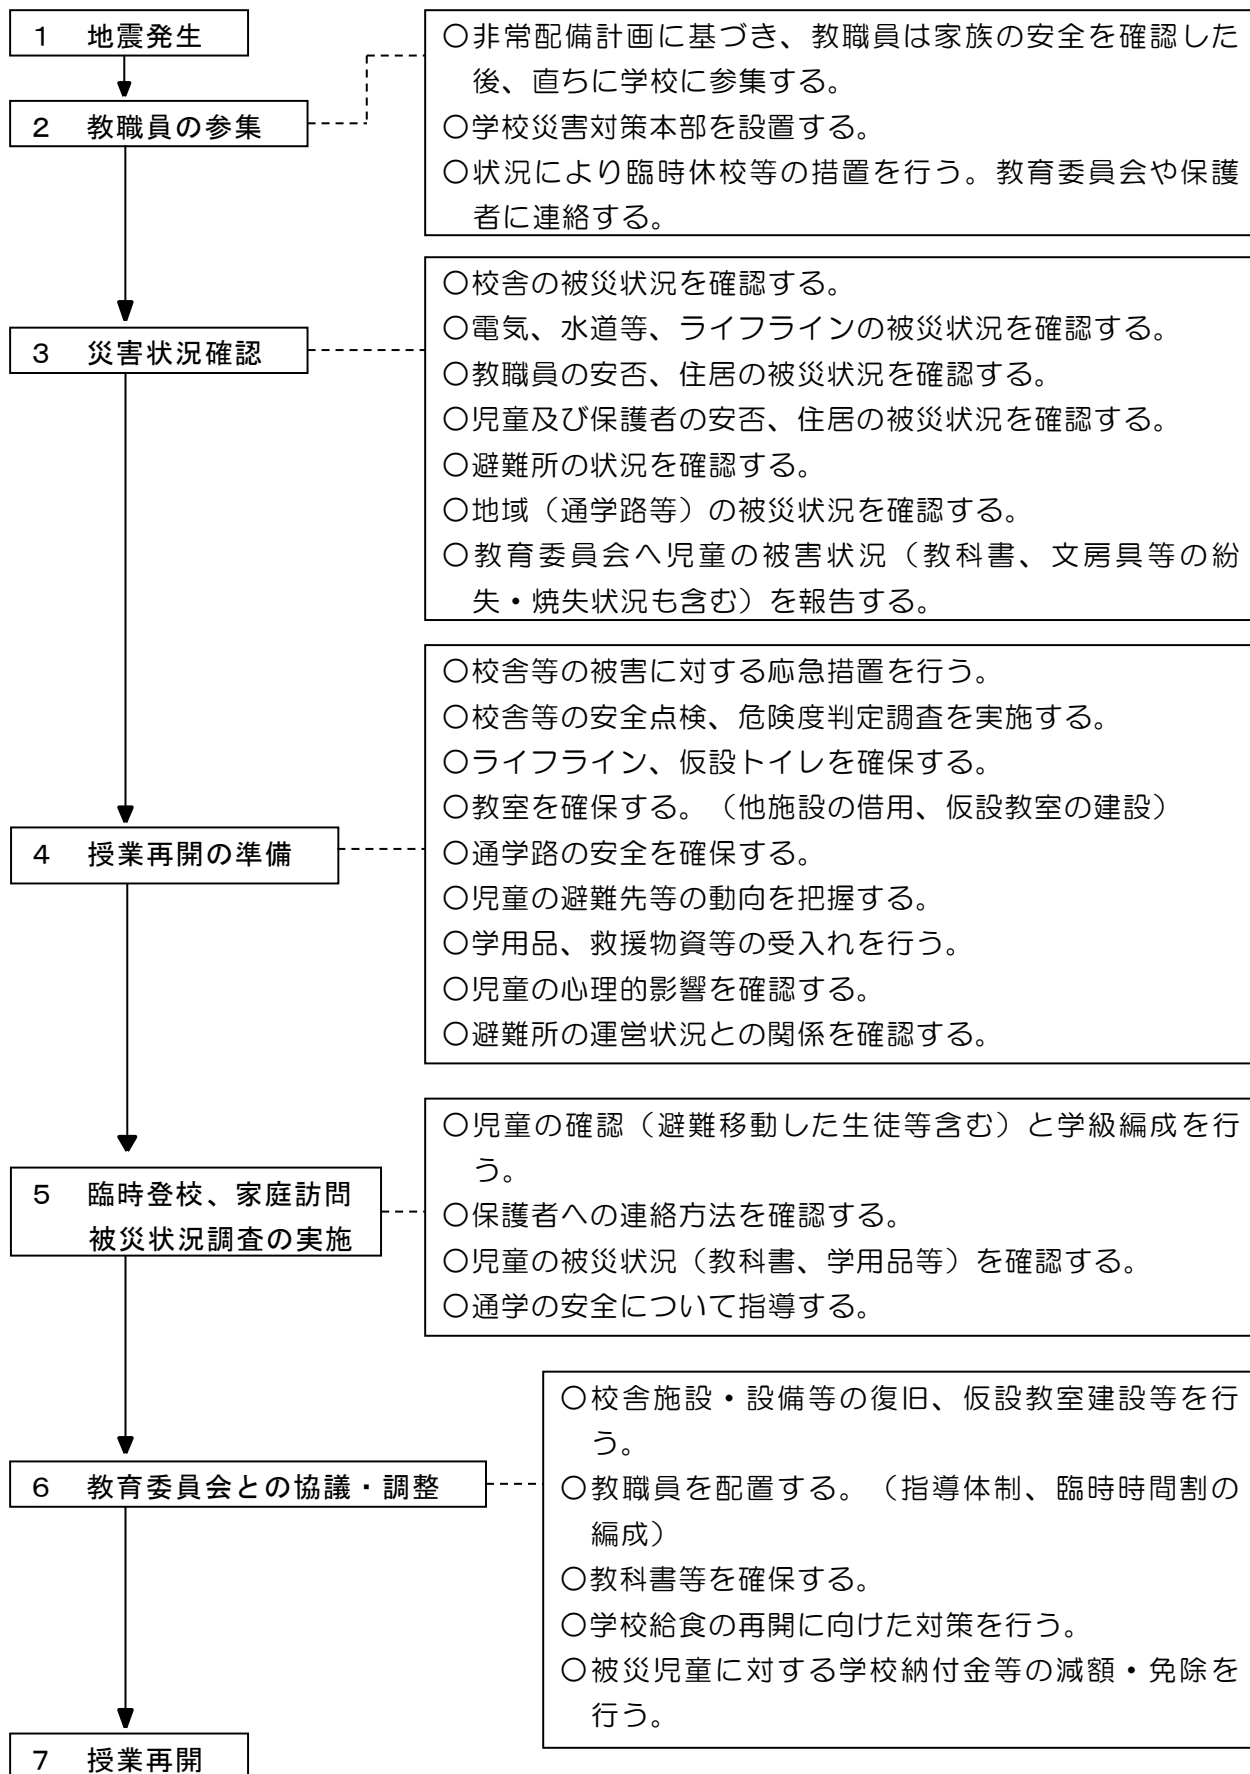 1　地震発生
2　教職員の参集
○非常配備計画に基づき、教職員は家族の安全を確認した
後、直ちに学校に参集する。
○学校災害対策本部を設置する。
○状況により臨時休校等の措置を行う。教育委員会や保護
者に連絡する。
3　災害状況確認
○校舎の被災状況を確認する。
○電気、水道等、ライフラインの被災状況を確認する。
○教職員の安否、住居の被災状況を確認する。
○児童及び保護者の安否、住居の被災状況を確認する。
○避難所の状況を確認する。
○地域（通学路等）の被災状況を確認する。
○教育委員会へ児童の被害状況（教科書、文房具等の紛
失・焼失状況も含む）を報告する。
4　授業再開の準備
○校舎等の被害に対する応急措置を行う。
○校舎等の安全点検、危険度判定調査を実施する。
○ライフライン、仮設トイレを確保する。
○教室を確保する。（他施設の借用、仮設教室の建設）
○通学路の安全を確保する。
○児童の避難先等の動向を把握する。
○学用品、救援物資等の受入れを行う。
○児童の心理的影響を確認する。
○避難所の運営状況との関係を確認する。
5　臨時登校、家庭訪問
被災状況調査の実施
○児童の確認（避難移動した生徒等含む）と学級編成を行
う。
○保護者への連絡方法を確認する。
○児童の被災状況（教科書、学用品等）を確認する。
○通学の安全について指導する。
6　教育委員会との協議・調整
○校舎施設・設備等の復旧、仮設教室建設等を行
う。
○教職員を配置する。（指導体制、臨時時間割の
編成）
○教科書等を確保する。
○学校給食の再開に向けた対策を行う。
○被災児童に対する学校納付金等の減額・免除を
行う。
7　授業再開